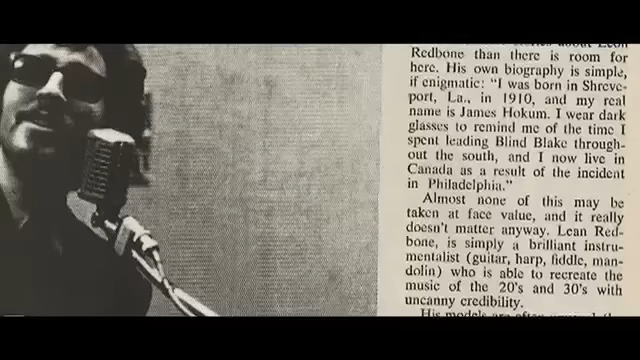 Redbone than there is room for
here. His own biography is simple,
if enigmatic: “I was born in Shreve-
port, La., in 1910, and my real
name is James Hokum. I wear dark
glasses to remind me of the time I
spent leading Blind Blake through-
out the south, and I now live in
Canada as a result of the incident
in Philadelphia.”
Almost none of this may be
taken at face value, and it really
doesn't matter anyway. Lean Red-
bone, is simply a brilliant instru-
mentalist (guitar, harp, fiddle, man-
dolin) who is able to recreate the
music of the 20's and 30's with
uncanny credibility.
His models are often